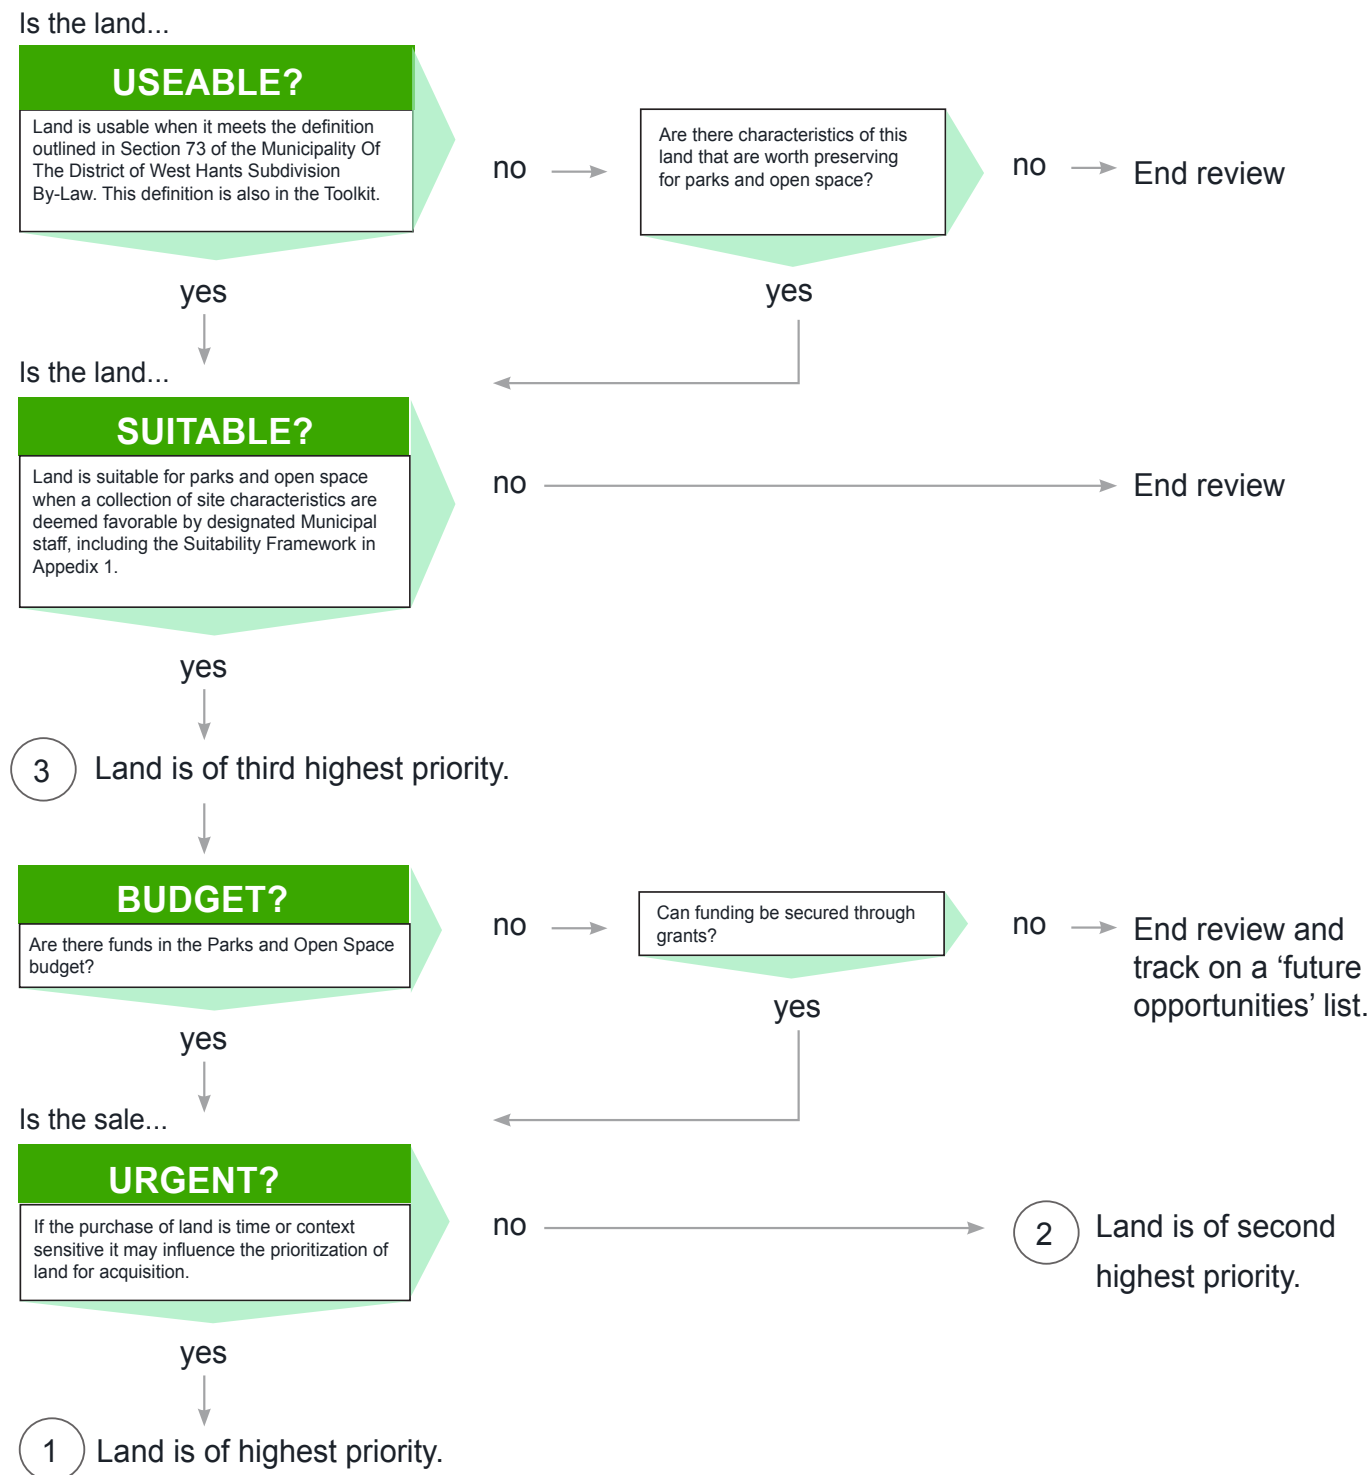 Is the land...
USEABLE?
Land is usable when it meets the definition
outlined in Section 73 of the Municipality Of
The District of West Hants Subdivision
By-Law. This definition is also in the Toolkit.
no
Are there characteristics of this
land that are worth preserving
for parks and open space?
no
End review
yes
yes
Is the land...
SUITABLE?
Land is suitable for parks and open space
when a collection of site characteristics are
deemed favorable by designated Municipal
staff, including the Suitability Framework in
Appedix 1.
no
End review
yes
3
Land is of third highest priority.
BUDGET?
Are there funds in the Parks and Open Space
budget?
no
Can funding be secured through
grants?
no
End review and
track on a ‘future
opportunities’ list.
yes
yes
Is the sale...
URGENT?
If the purchase of land is time or context
sensitive it may influence the prioritization of
land for acquisition.
no
2
Land is of second
highest priority.
yes
1
Land is of highest priority.